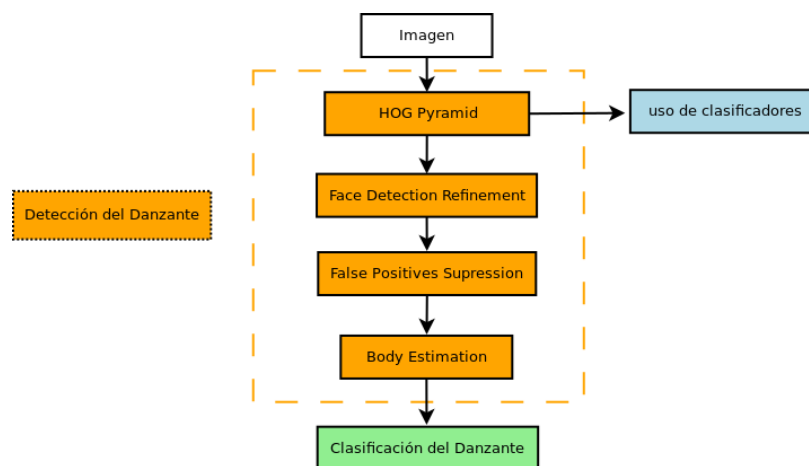 Imagen
HOG Pyramid
uso de clasificadores
Face Detection Refinement
Detección del Danzante
False Positives Supression
Body Estimation
Clasificación del Danzante